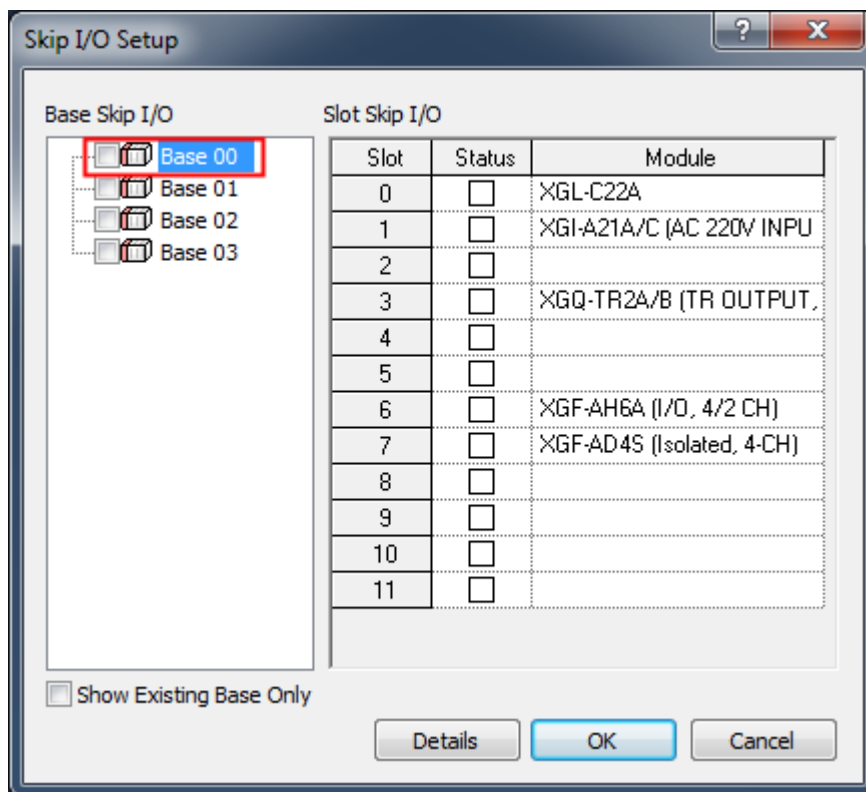 Skip I/O Setup
Base Skip I/O
Base 00
Base 01
Base 02
Base 03
Slot Skip I/O
Slot Status Module
0 XGL-C22A
1 XGI-A21A/C (AC 220V INPU
2
3 XGQ-TR2A/B (TR OUTPUT,
4
5
6 XGF-AH6A (I/O, 4/2 CH)
7 XGF-AD4S (Isolated, 4-CH)
8
9
10
11
Show Existing Base Only
Details OK Cancel